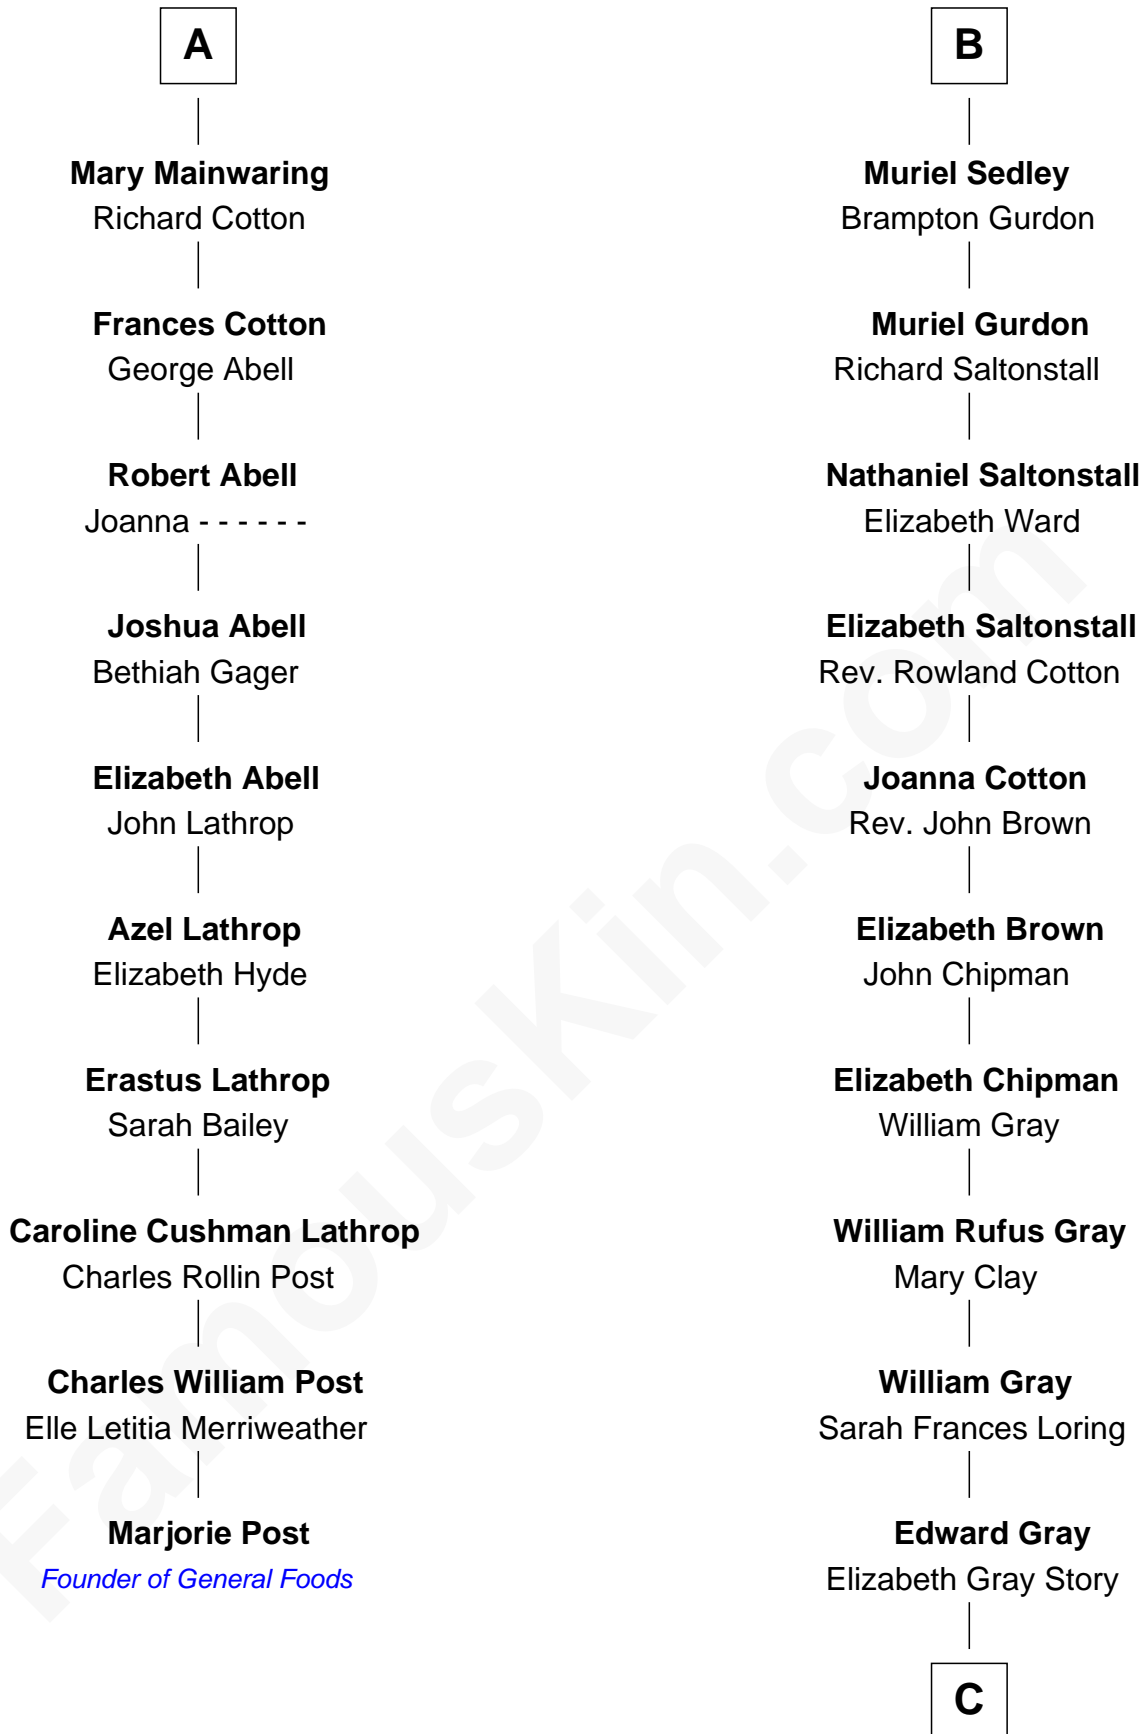 A
Mary Mainwaring
Richard Cotton
Frances Cotton
George Abell
Robert Abell
Joanna - - - - - -
Joshua Abell
Bethiah Gager
Elizabeth Abell
John Lathrop
Azel Lathrop
Elizabeth Hyde
Erastus Lathrop
Sarah Bailey
Caroline Cushman Lathrop
Charles Rollin Post
Charles William Post
Elle Letitia Merriweather
Marjorie Post
Founder of General Foods
B
Muriel Sedley
Brampton Gurdon
Muriel Gurdon
Richard Saltonstall
Nathaniel Saltonstall
Elizabeth Ward
Elizabeth Saltonstall
Rev. Rowland Cotton
Joanna Cotton
Rev. John Brown
Elizabeth Brown
John Chipman
Elizabeth Chipman
William Gray
William Rufus Gray
Mary Clay
William Gray
Sarah Frances Loring
Edward Gray
Elizabeth Gray Story
C
FamousKin.com